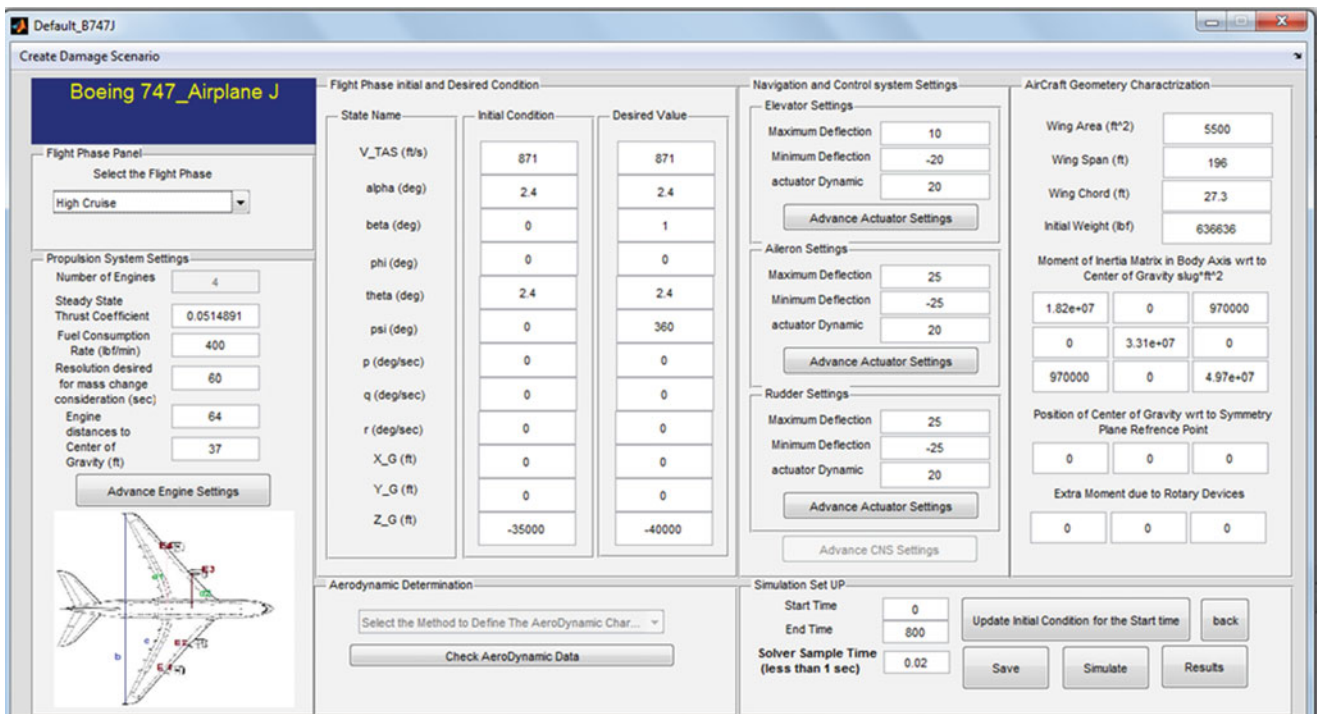 Default_B747J
Create Damage Scenario
Boeing 747_Airplane J
Flight Phase Panel
Select the Flight Phase
High Cruise
Propulsion System Settings
Number of Engines 4
Steady State
Thrust Coefficient 0.0514891
Fuel Consumption
Rate (lbf/min) 400
Resolution desired
for mass change
consideration (sec) 60
Engine
distances to
Center of
Gravity (ft)
64
37
Advance Engine Settings
b
c
Flight Phase initial and Desired Condition
State Name Initial Condition Desired Value
V_TAS (ft/s) 871 871
alpha (deg) 2.4 2.4
beta (deg) 0 1
phi (deg) 0 0
theta (deg) 2.4 2.4
psi (deg) 0 360
p (deg/sec) 0 0
q (deg/sec) 0 0
r (deg/sec) 0 0
X_G (ft) 0 0
Y_G (ft) 0 0
Z_G (ft) -35000 -40000
Aerodynamic Determination
Select the Method to Define The AeroDynamic Char...
Check AeroDynamic Data
Navigation and Control system Settings
Elevator Settings
Maximum Deflection 10
Minimum Deflection -20
actuator Dynamic 20
Advance Actuator Settings
Aileron Settings
Maximum Deflection 25
Minimum Deflection -25
actuator Dynamic 20
Advance Actuator Settings
Rudder Settings
Maximum Deflection 25
Minimum Deflection -25
actuator Dynamic 20
Advance Actuator Settings
Advance CNS Settings
AirCraft Geometery Charactrization
Wing Area (ft^2) 5500
Wing Span (ft) 196
Wing Chord (ft) 27.3
Initial Weight (lbf) 636636
Moment of Inertia Matrix in Body Axis wrt to
Center of Gravity slug*ft^2
1.82e+07 0 970000
0 3.31e+07 0
970000 0 4.97e+07
Position of Center of Gravity wrt to Symmetry
Plane Refrence Point
0 0 0
Extra Moment due to Rotary Devices
0 0 0
Simulation Set UP
Start Time 0
End Time 800
Solver Sample Time
(less than 1 sec) 0.02
Update Initial Condition for the Start time
back
Save
Simulate
Results